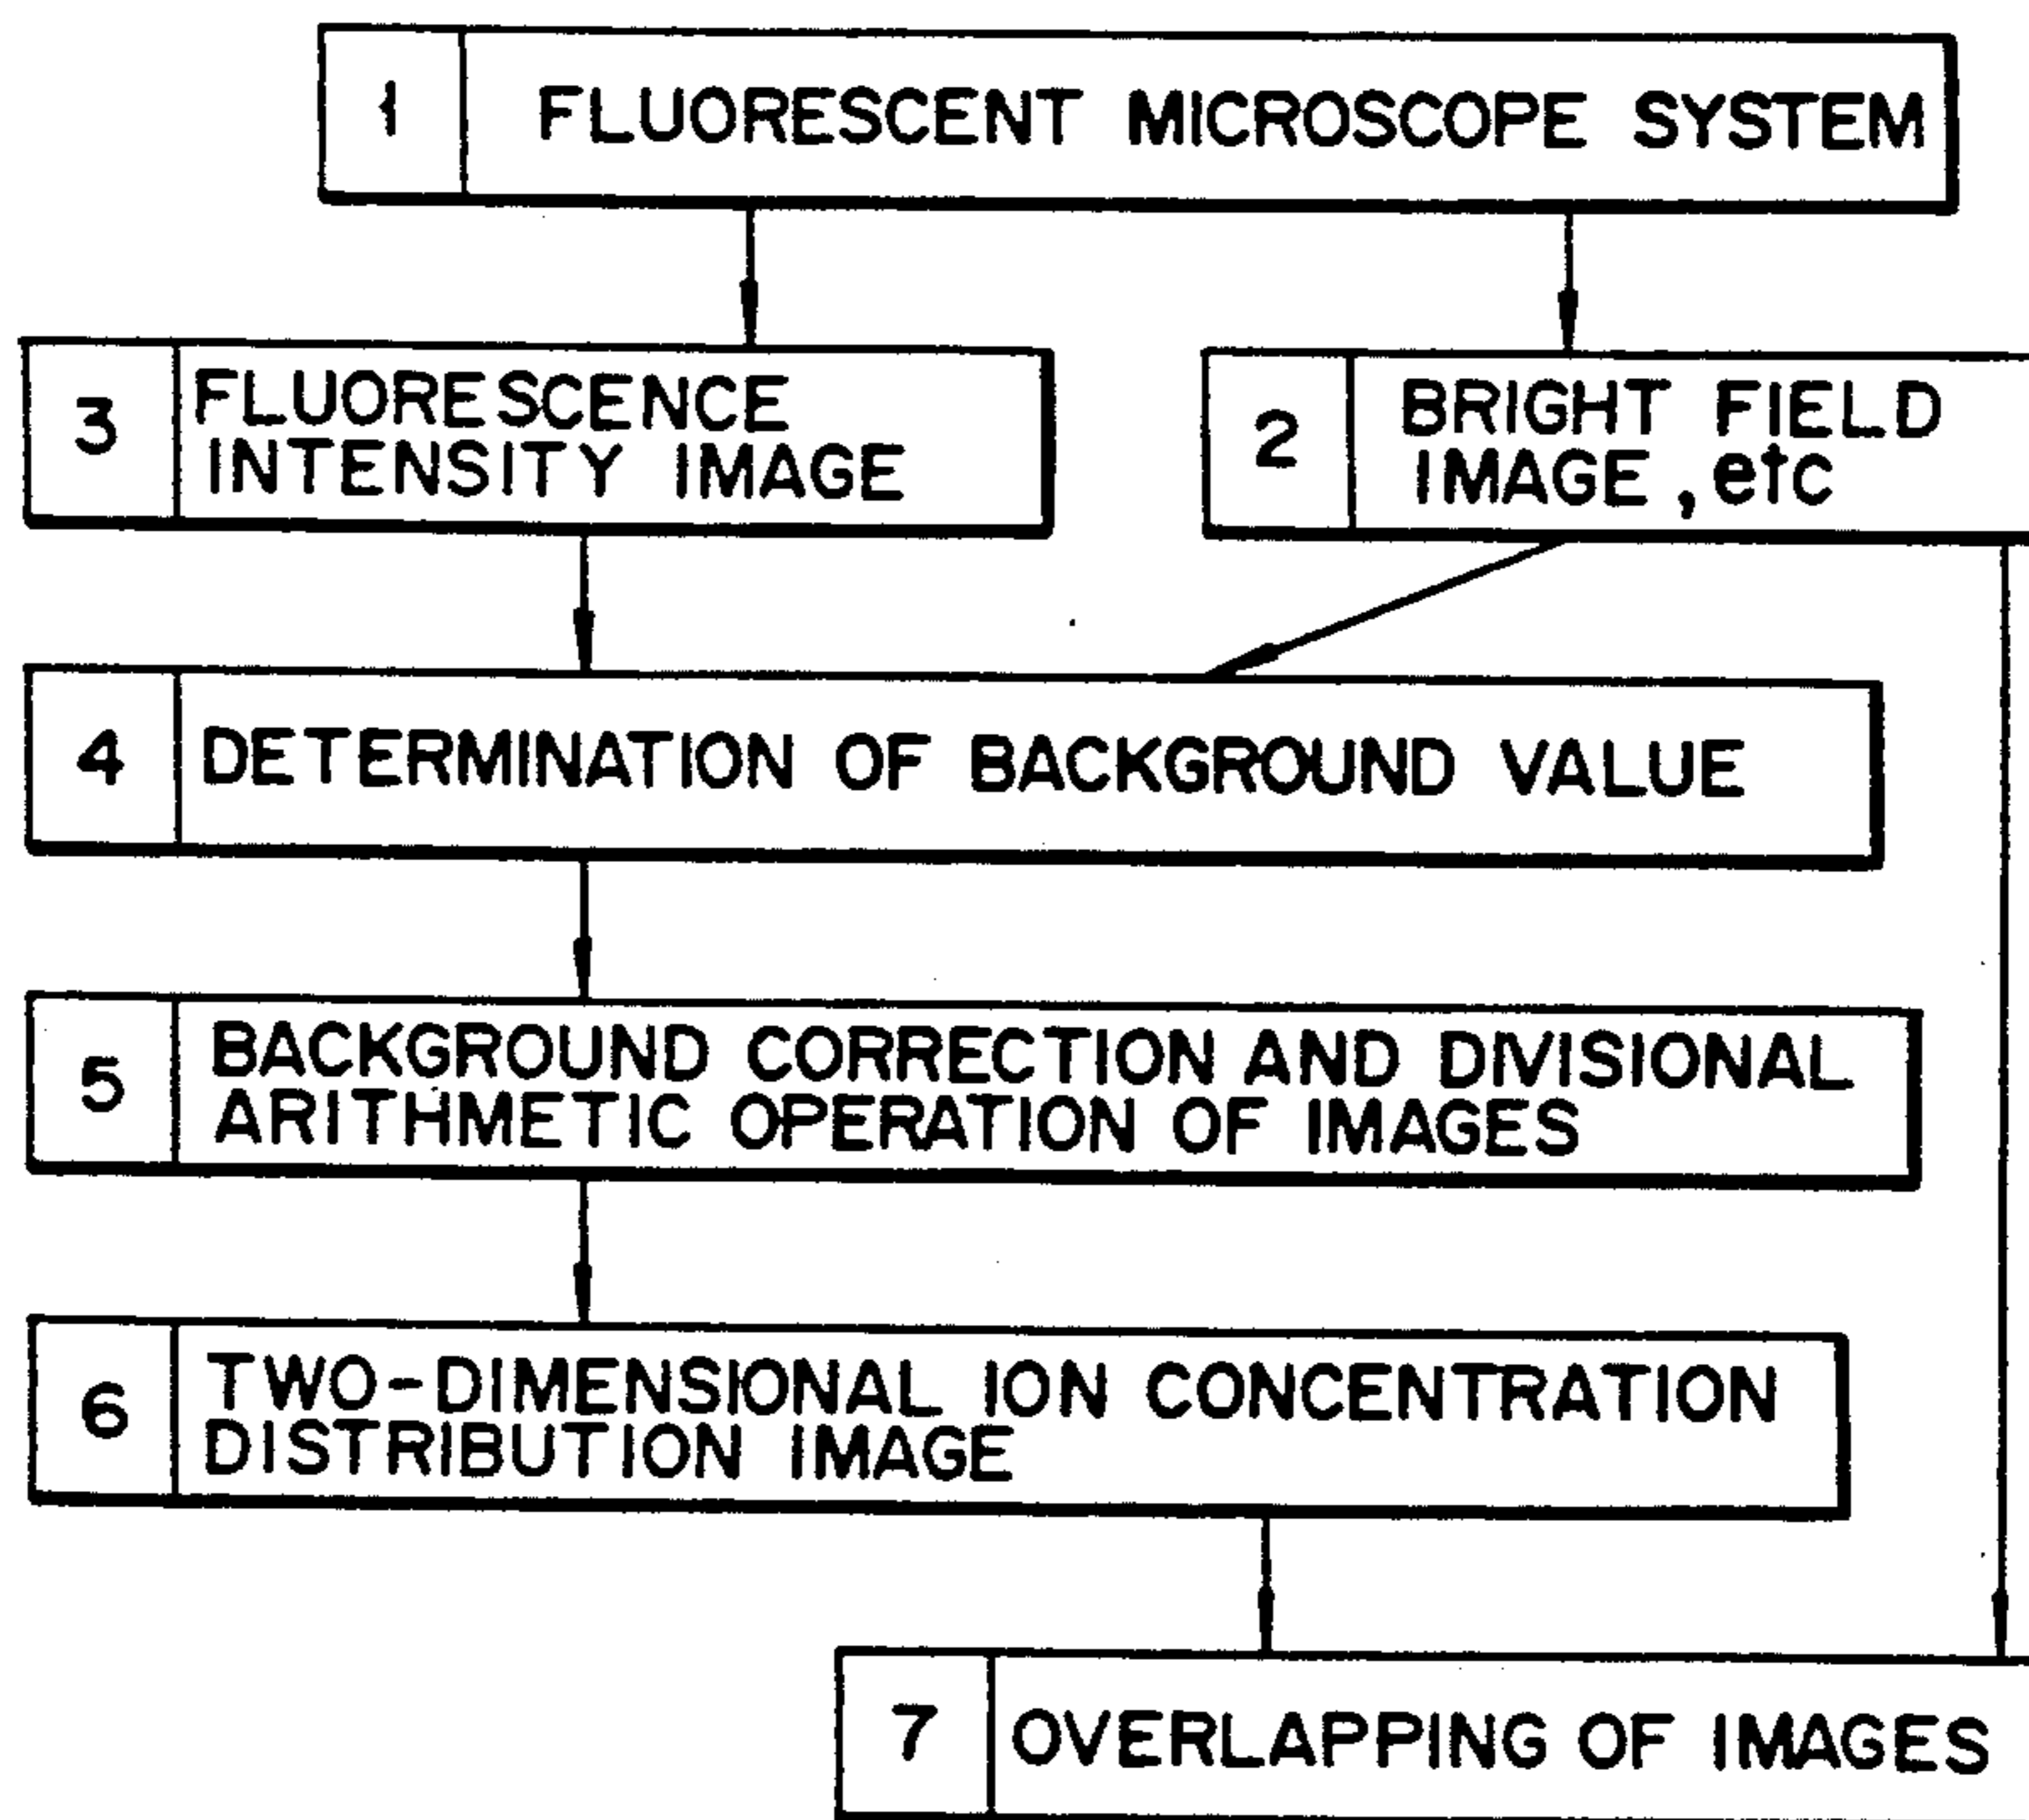 1 FLUORESCENT MICROSCOPE SYSTEM
3 FLUORESCENCE
INTENSITY IMAGE
2 BRIGHT FIELD
IMAGE, etc
4 DETERMINATION OF BACKGROUND VALUE
5 BACKGROUND CORRECTION AND DIVISIONAL
ARITHMETIC OPERATION OF IMAGES
6 TWO-DIMENSIONAL ION CONCENTRATION
DISTRIBUTION IMAGE
7 OVERLAPPING OF IMAGES